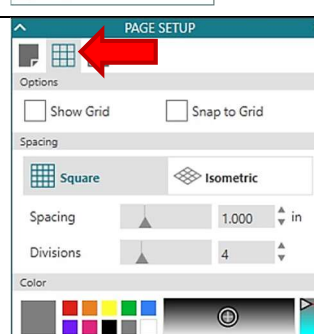 PAGE SETUP
Options
Show Grid Snap to Grid
Spacing
Square Isometric
Spacing 1.000 in
Divisions 4
Color